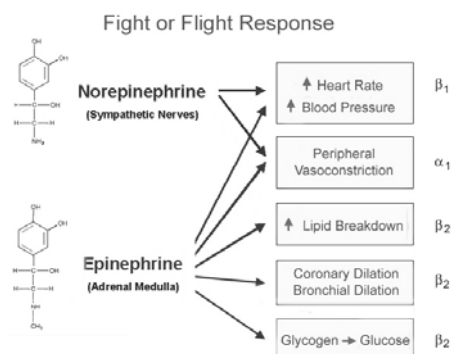 Fight or Flight Response
OH
OH
H
OH
H
H
NH₂
Norepinephrine
(Sympathetic Nerves)
Heart Rate
Blood Pressure
β₁
Peripheral
Vasoconstriction
α₁
Lipid Breakdown
β₂
OH
OH
H
OH
H
H
NH
CH₃
Epinephrine
(Adrenal Medulla)
Coronary Dilation
Bronchial Dilation
β₂
Glycogen → Glucose
β₂